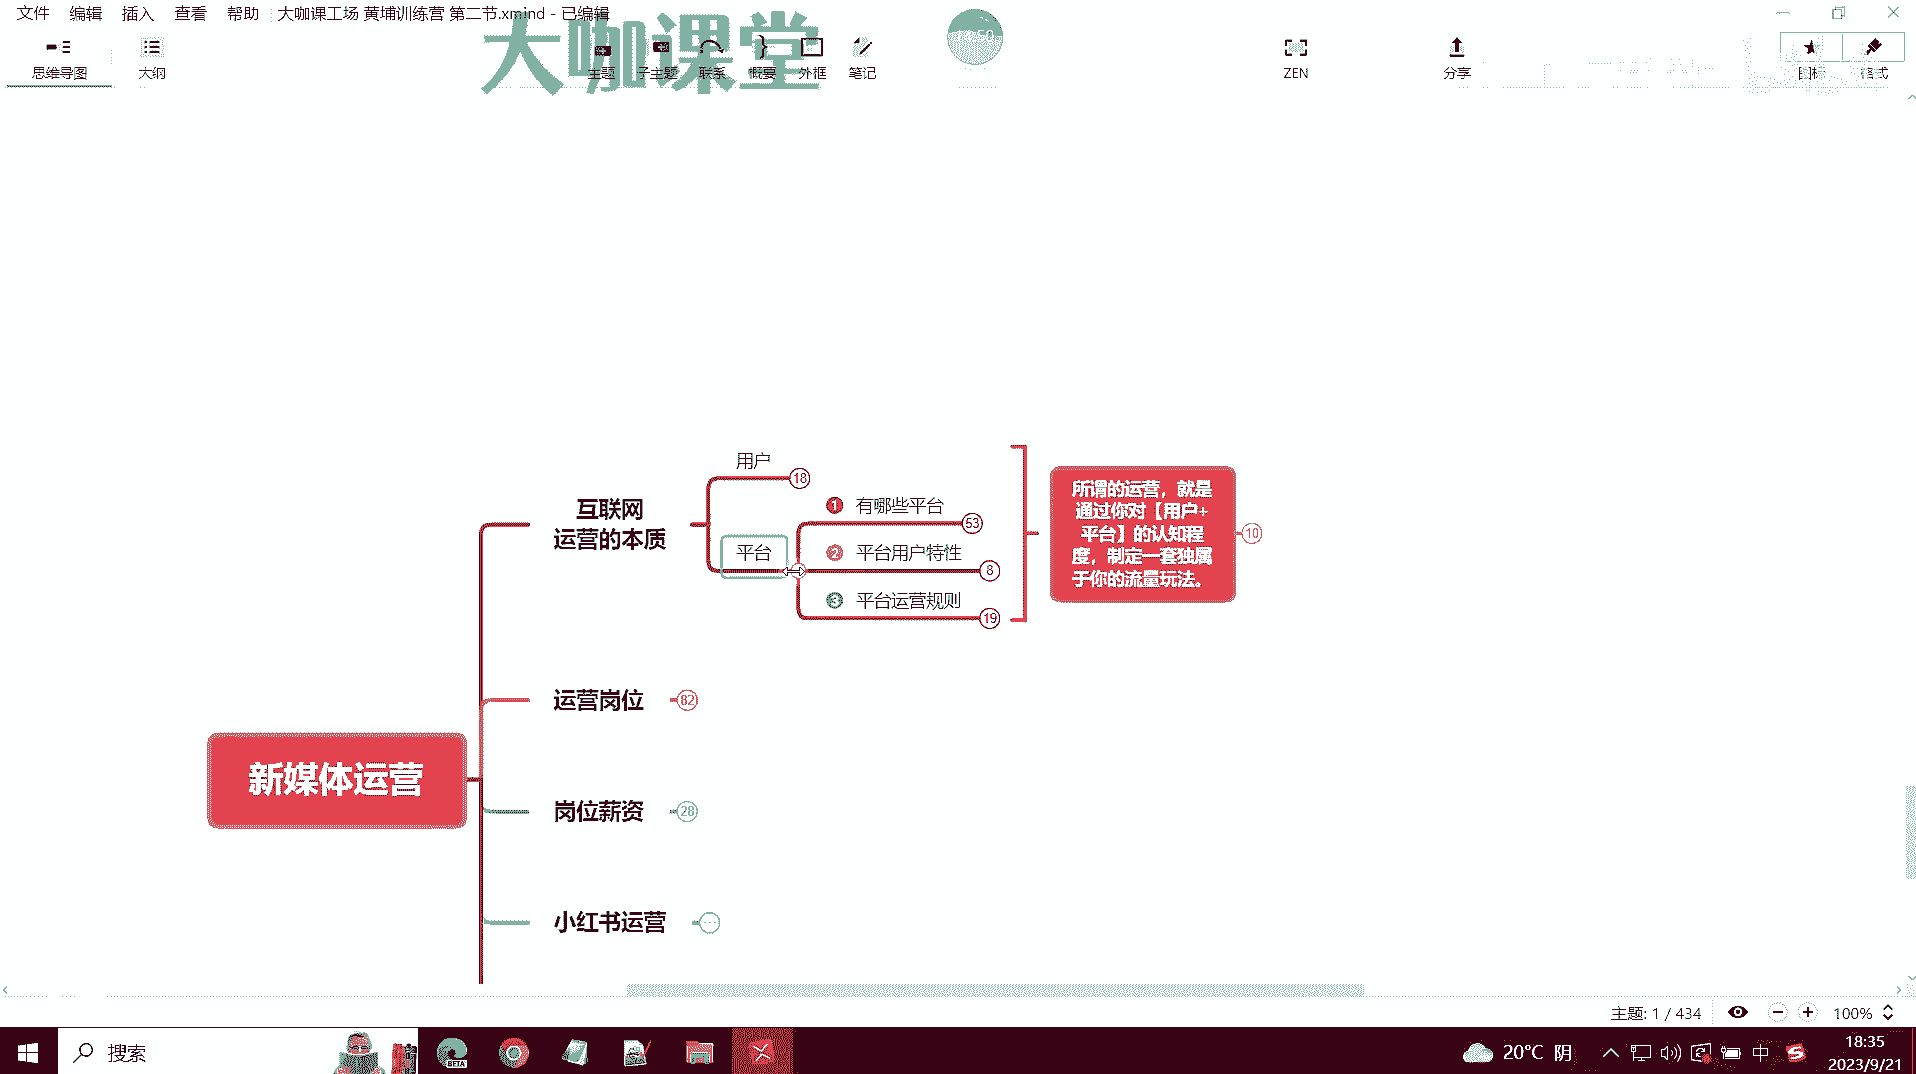 文件 编辑 插入 查看 帮助 大咖课工场 黄埔训练营 第二节.xmind - 已编辑
大咖课堂
思维导图 大纲 主题 子主题 联系 概要 外框 笔记 ZEN 分享 图标 格式
用户
18
1 有哪些平台
53
互联网
运营的本质
平台
2 平台用户特性
8
3 平台运营规则
19
所谓的运营，就是
通过你对【用户+
平台】的认知程
度，制定一套独属
于你的流量玩法。
10
运营岗位
82
新媒体运营
岗位薪资
28
小红书运营
主题: 1 / 434
100%
搜索
BETA
20°C 阴
中
18:35
2023/9/21